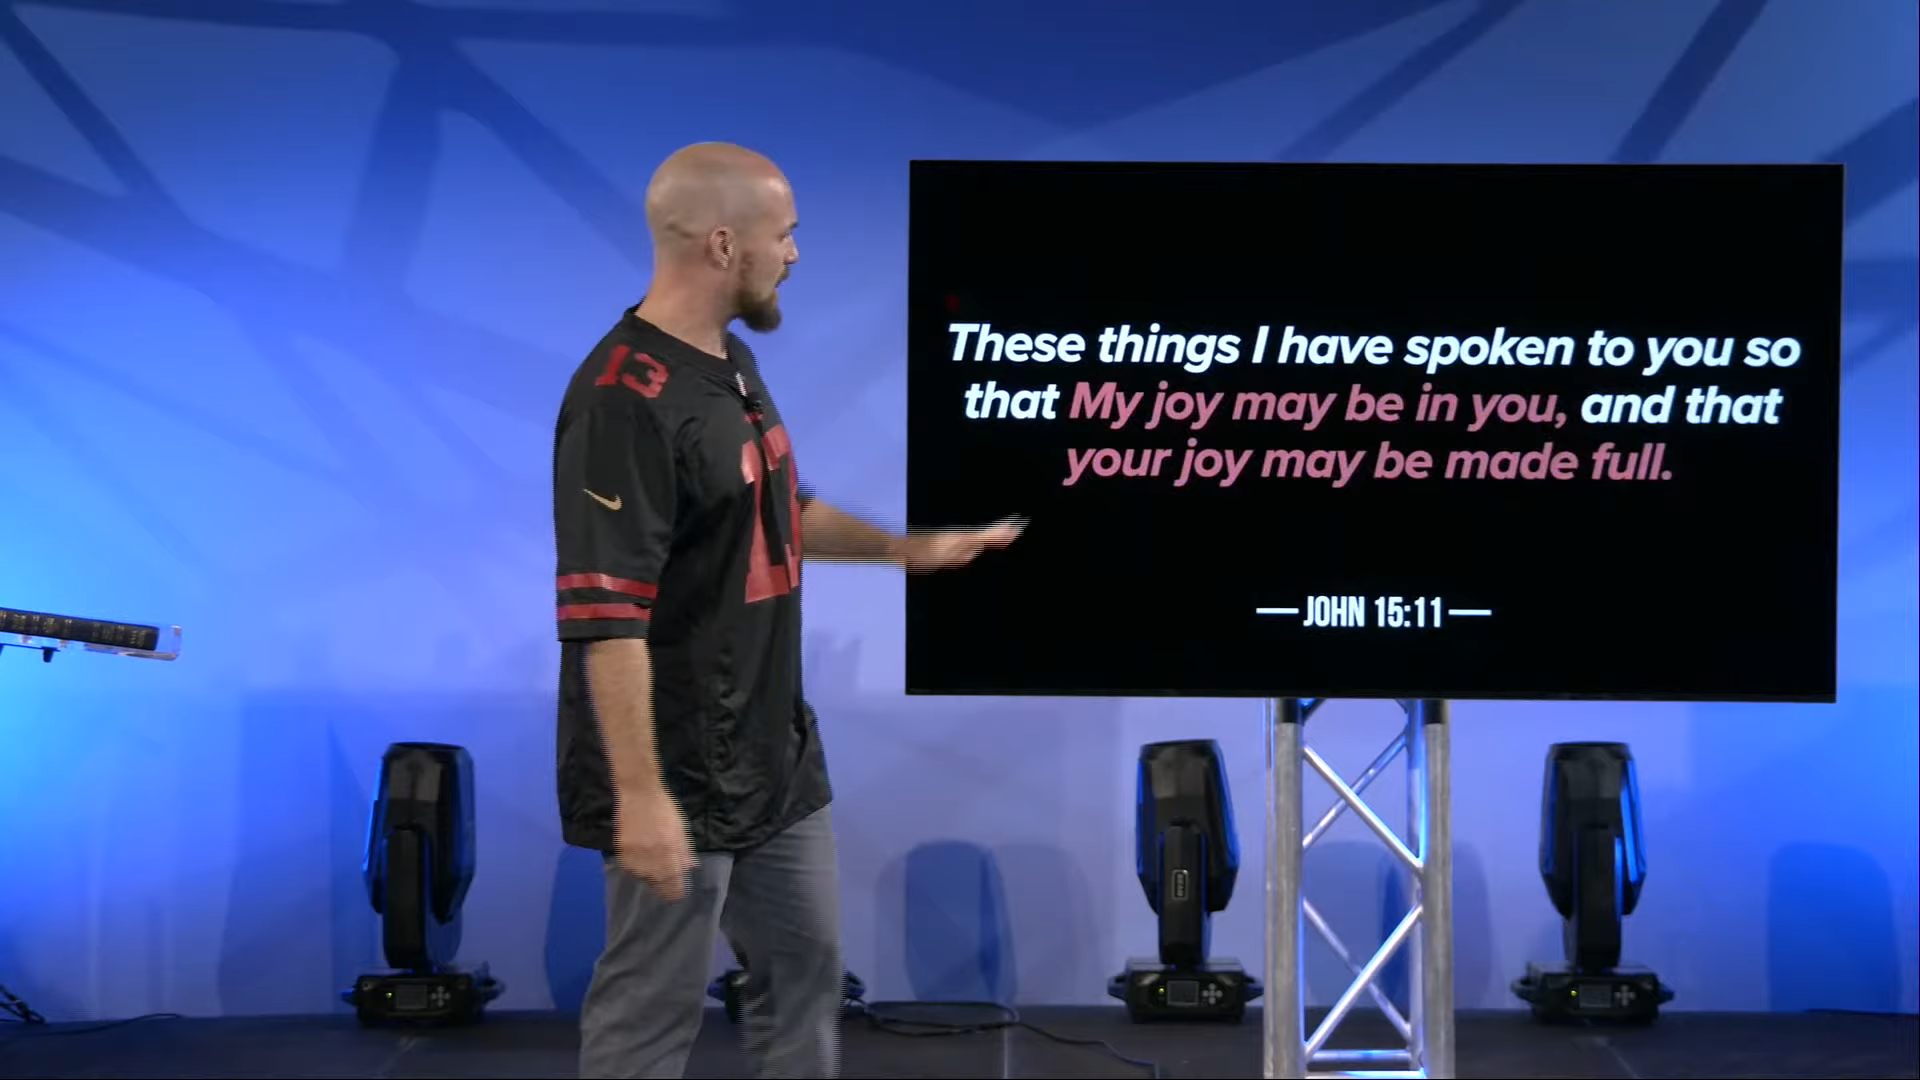 These things I have spoken to you so
that My joy may be in you, and that
your joy may be made full.
JOHN 15:11
13
13